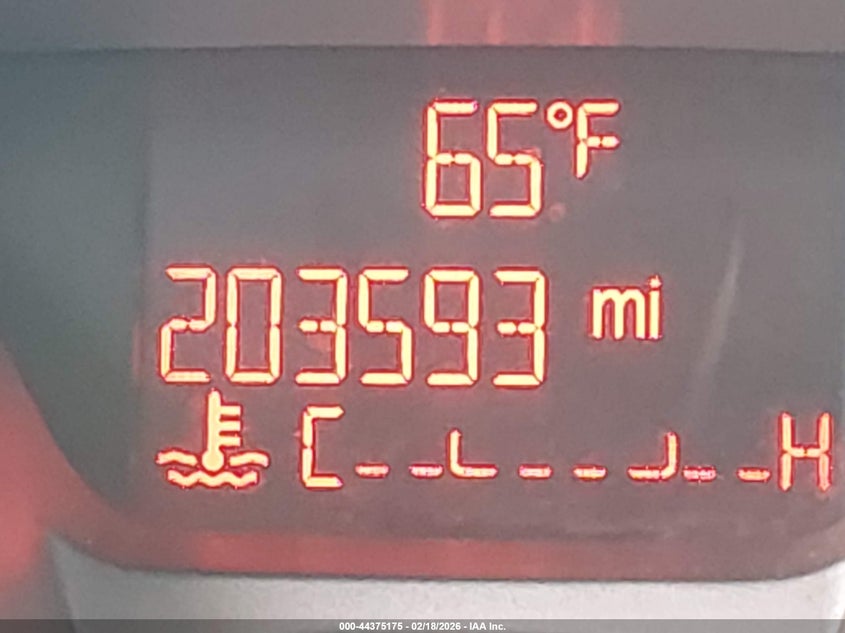 65°F
203593 mi
C H
000-44375175 - 02/18/2026 - IAA Inc.